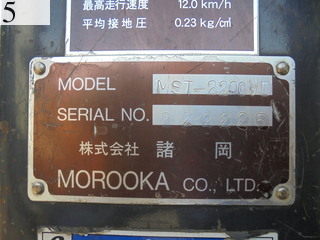 5
最高走行速度 12.0 km/h
平均接地圧 0.23 kg/cm²
MODEL MST-2200VD
SERIAL NO.
株式会社 諸岡
MOROOKA CO., LTD.